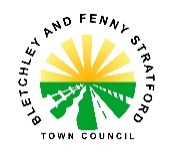 BLETCHLEY AND FENNY STRATFORD
TOWN COUNCIL